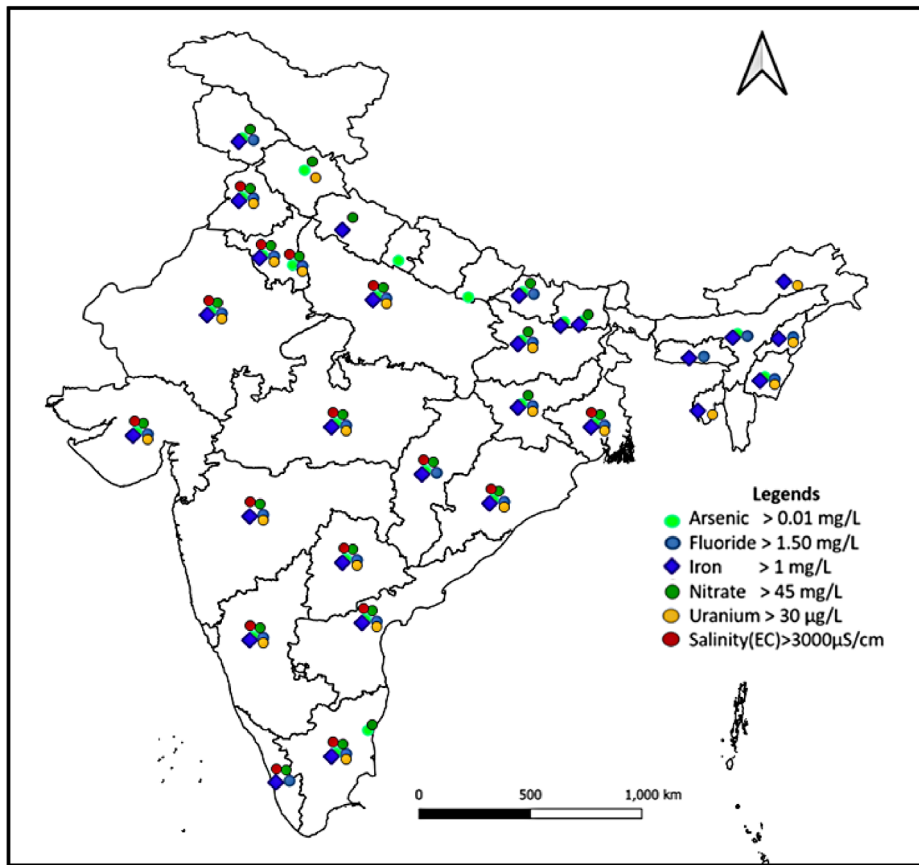 Legends
Arsenic > 0.01 mg/L
Fluoride > 1.50 mg/L
Iron > 1 mg/L
Nitrate > 45 mg/L
Uranium > 30 µg/L
Salinity(EC)>3000µS/cm
0 500 1,000 km